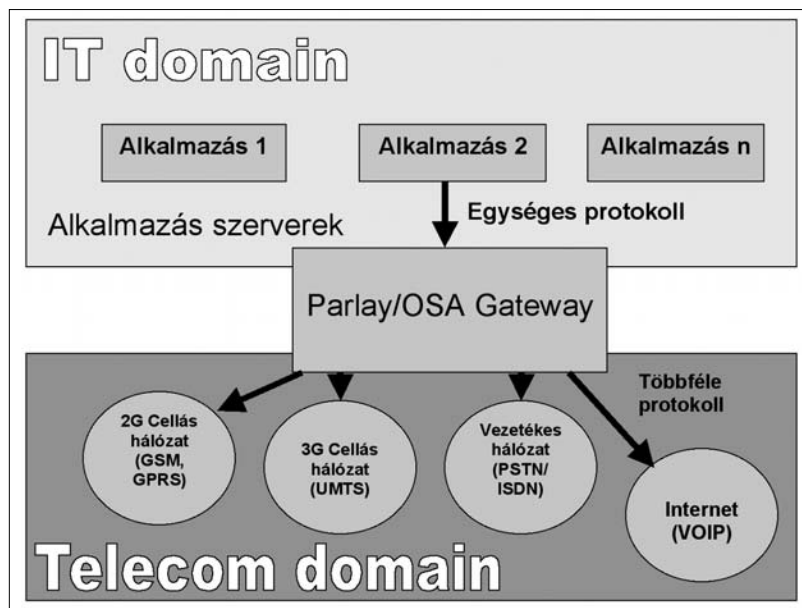 IT domain
Alkalmazás 1
Alkalmazás 2
Alkalmazás n
Egységes protokoll
Alkalmazás szerverek
Parlay/OSA Gateway
Többféle
protokoll
2G Cellás
hálózat
(GSM,
GPRS)
3G Cellás
hálózat
(UMTS)
Vezetékes
hálózat
(PSTN/
ISDN)
Internet
(VOIP)
Telecom domain